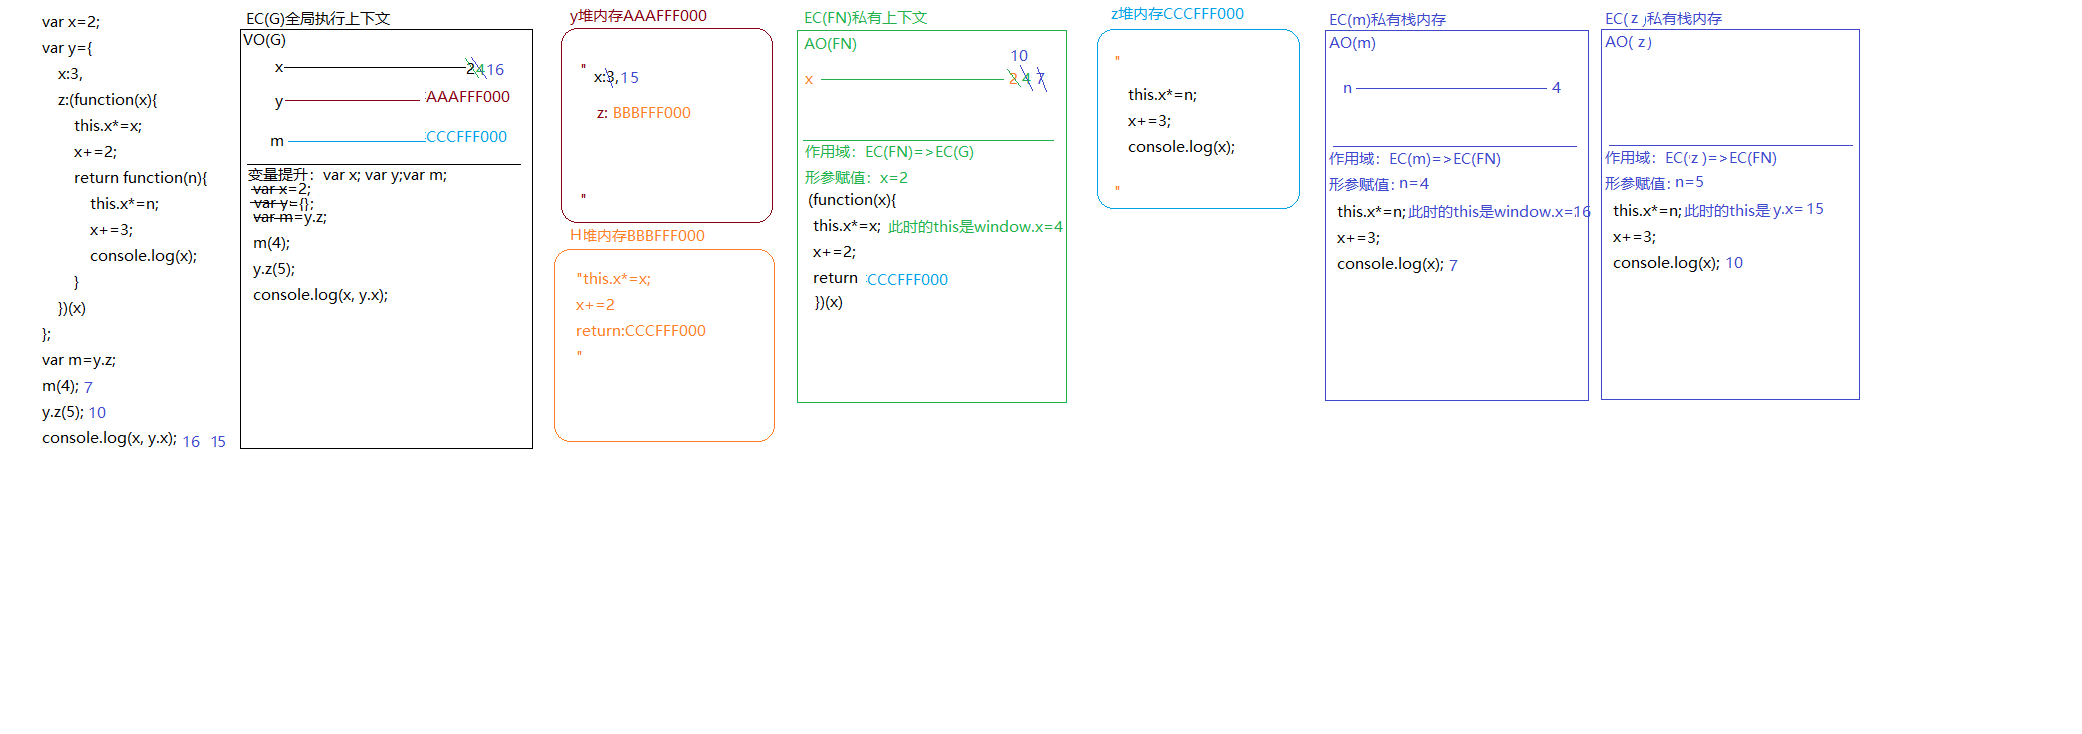 var x=2;
var y={
x:3,
z:(function(x){
this.x*=x;
x+=2;
return function(n){
this.x*=n;
x+=3;
console.log(x);
}
})(x)
};
var m=y.z;
m(4); 7
y.z(5); 10
console.log(x, y.x); 16 15
EC(G)全局执行上下文
VO(G)
x 2 4 16
y AAAFFF000
m CCCFFF000
变量提升：var x; var y;var m;
var x=2;
var y={};
var m=y.z;
m(4);
y.z(5);
console.log(x, y.x);
y堆内存AAAFFF000
"
x:3, 15
z: BBBFFF000
"
H堆内存BBBFFF000
"this.x*=x;
x+=2
return:CCCFFF000
"
EC(FN)私有上下文
AO(FN)
10
x 2 4 7
作用域：EC(FN)=>EC(G)
形参赋值：x=2
(function(x){
this.x*=x; 此时的this是window.x=4
x+=2;
return CCCFFF000
})(x)
z堆内存CCCFFF000
"
this.x*=n;
x+=3;
console.log(x);
"
EC(m)私有栈内存
AO(m)
n 4
作用域：EC(m)=>EC(FN)
形参赋值：n=4
this.x*=n; 此时的this是window.x=16
x+=3;
console.log(x); 7
EC( z )私有栈内存
AO( z )
作用域：EC( z )=>EC(FN)
形参赋值：n=5
this.x*=n; 此时的this是 y.x= 15
x+=3;
console.log(x); 10